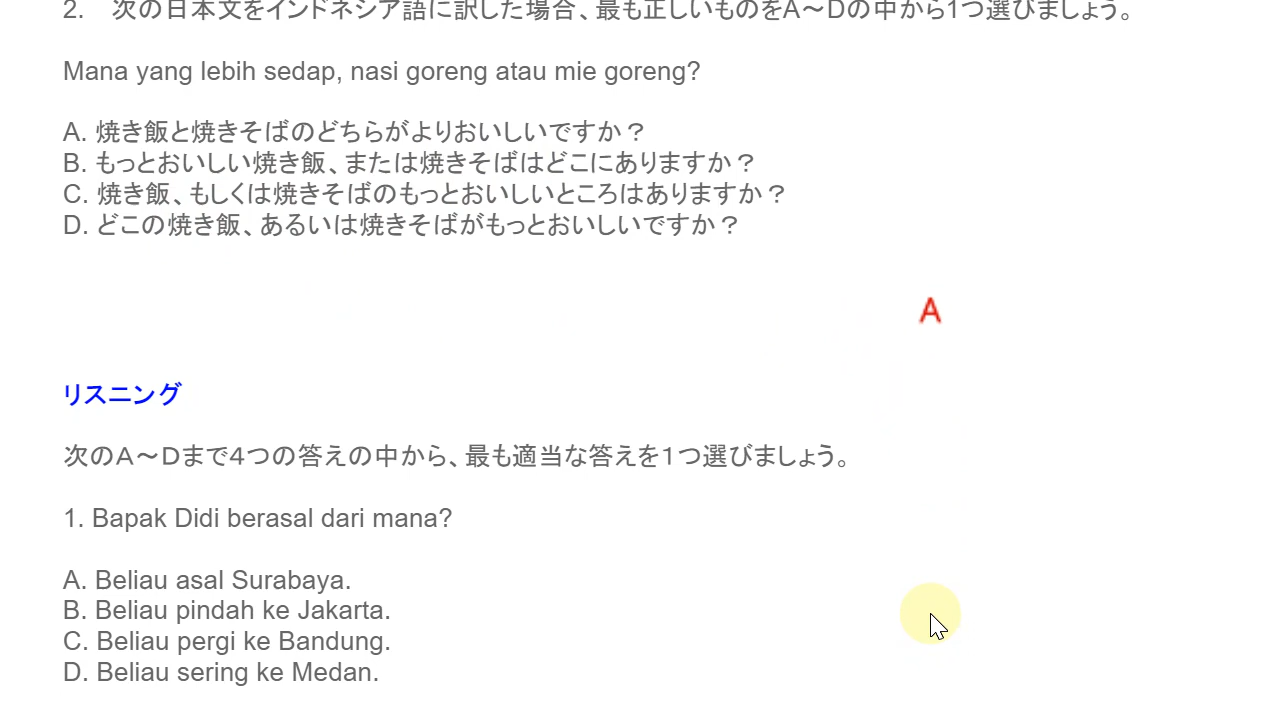 2. 次の日本文をインドネシア語に訳した場合、最も正しいものをA～Dの中から1つ選びましょう。
Mana yang lebih sedap, nasi goreng atau mie goreng?
A. 焼き飯と焼きそばのどちらがよりおいしいですか？
B. もっとおいしい焼き飯、または焼きそばはどこにありますか？
C. 焼き飯、もしくは焼きそばのもっとおいしいところはありますか？
D. どこの焼き飯、あるいは焼きそばがもっとおいしいですか？
A
リスニング
次のA～Dまで4つの答えの中から、最も適当な答えを1つ選びましょう。
1. Bapak Didi berasal dari mana?
A. Beliau asal Surabaya.
B. Beliau pindah ke Jakarta.
C. Beliau pergi ke Bandung.
D. Beliau sering ke Medan.